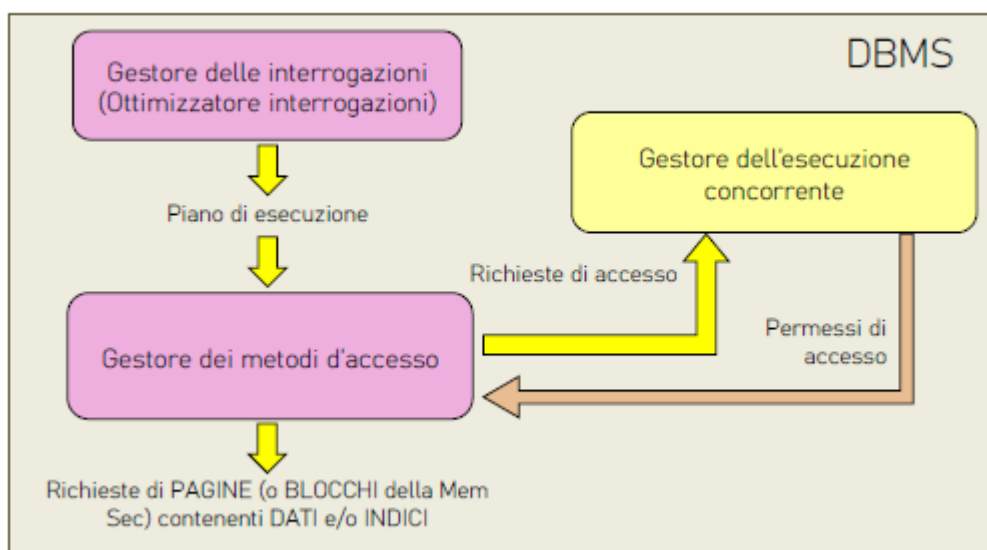 DBMS
Gestore delle interrogazioni
(Ottimizzatore interrogazioni)
Gestore dell'esecuzione
concorrente
Piano di esecuzione
Richieste di accesso
Permessi di
accesso
Gestore dei metodi d'accesso
Richieste di PAGINE (o BLOCCHI della Mem
Sec) contenenti DATI e/o INDICI